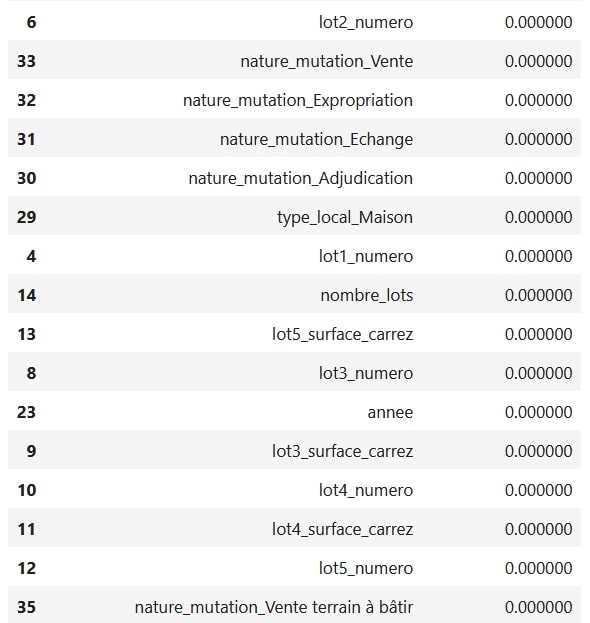 6 lot2_numero 0.000000
33 nature_mutation_Vente 0.000000
32 nature_mutation_Expropriation 0.000000
31 nature_mutation_Echange 0.000000
30 nature_mutation_Adjudication 0.000000
29 type_local_Maison 0.000000
4 lot1_numero 0.000000
14 nombre_lots 0.000000
13 lot5_surface_carrez 0.000000
8 lot3_numero 0.000000
23 annee 0.000000
9 lot3_surface_carrez 0.000000
10 lot4_numero 0.000000
11 lot4_surface_carrez 0.000000
12 lot5_numero 0.000000
35 nature_mutation_Vente terrain à bâtir 0.000000